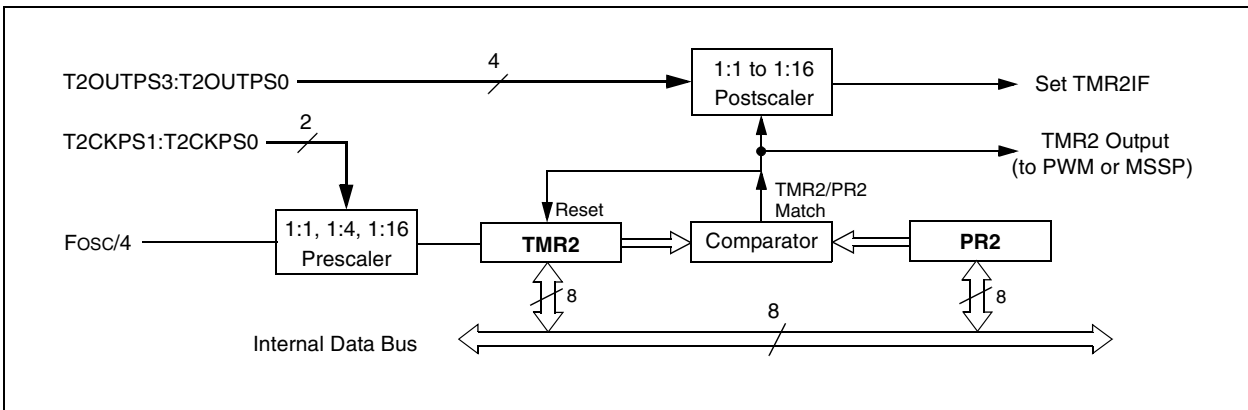 4
T2OUTPS3:T2OUTPS0
1:1 to 1:16
Postscaler
Set TMR2IF
2
T2CKPS1:T2CKPS0
TMR2 Output
(to PWM or MSSP)
TMR2/PR2
Match
Reset
FOSC/4
1:1, 1:4, 1:16
Prescaler
TMR2
Comparator
PR2
8
8
8
Internal Data Bus